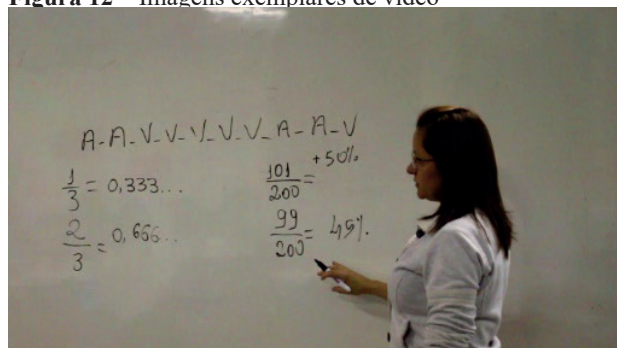 Figura 12 – Imagens exemplares de vídeo
A-A-V-V-V-V-V-A-A-V
1/3 = 0,333...
2/3 = 0,666...
101/200 = +50%
99/200 = 49%.